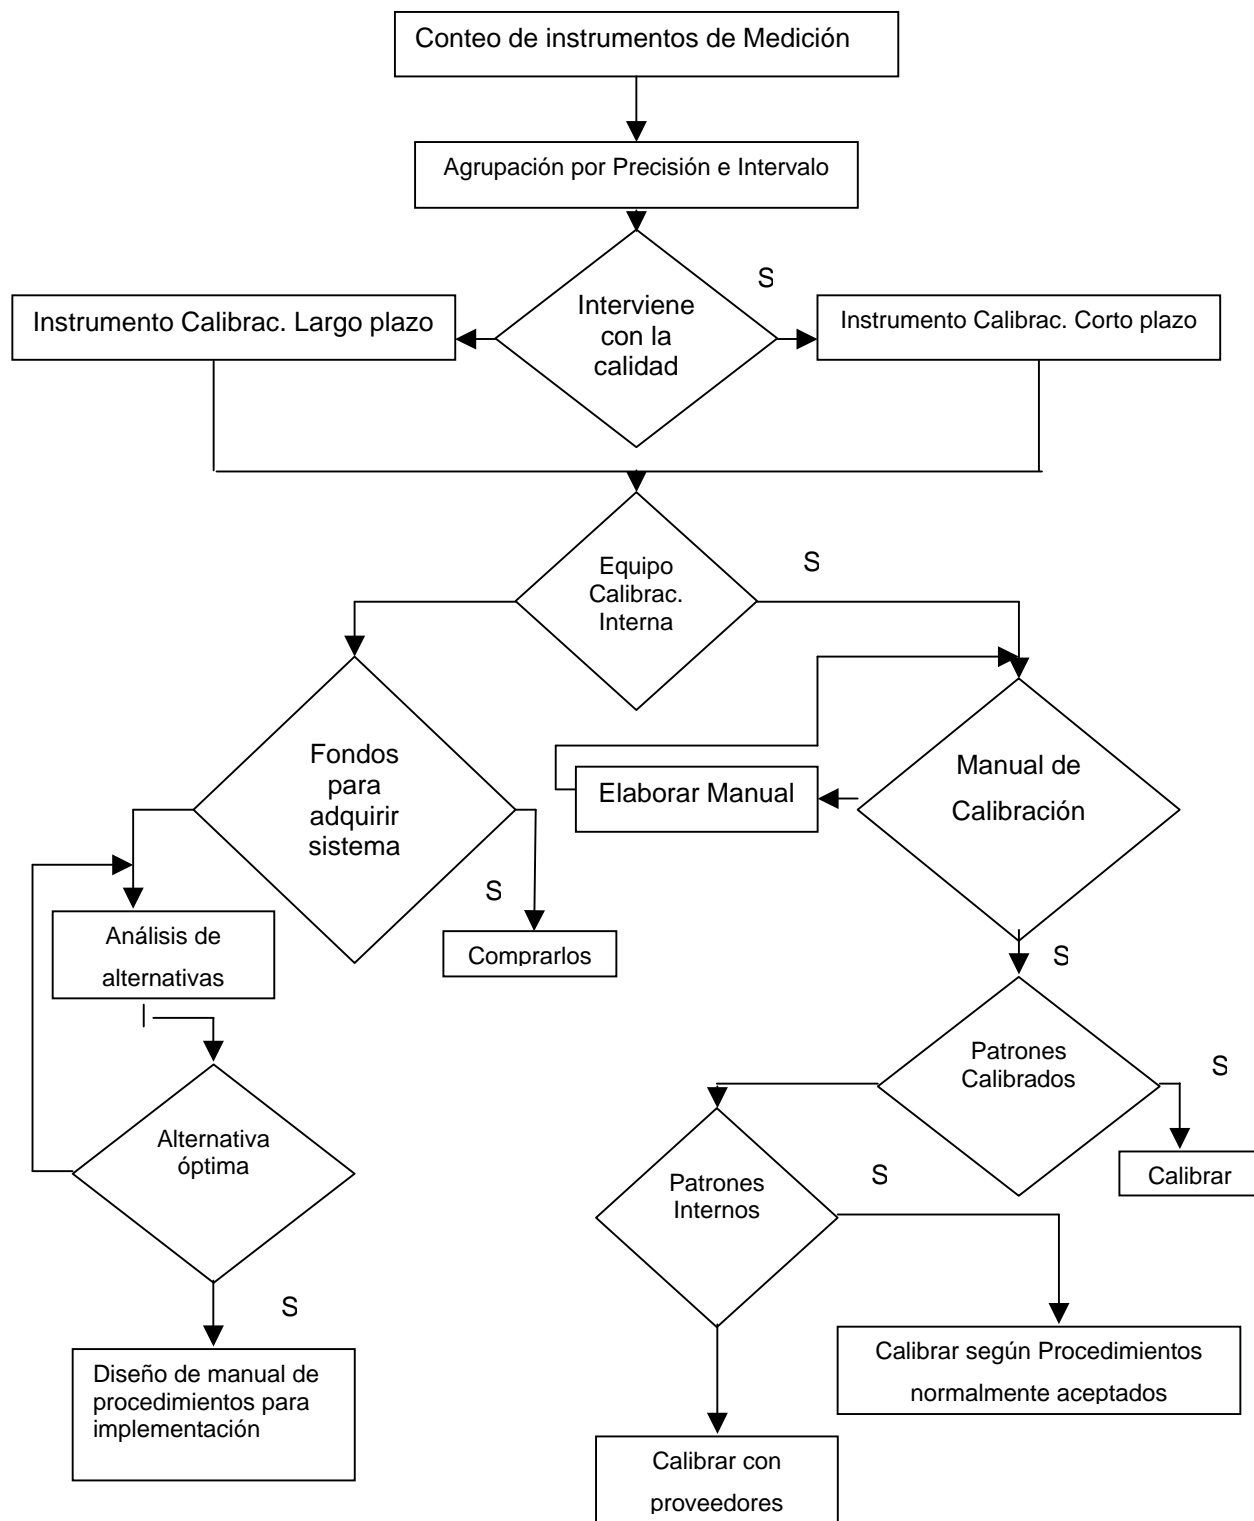 Conteo de instrumentos de Medición
Agrupación por Precisión e Intervalo
S
Interviene
con la
calidad
Instrumento Calibrac. Largo plazo
Instrumento Calibrac. Corto plazo
Equipo
Calibrac.
Interna
S
Fondos
para
adquirir
sistema
Manual de
Calibración
Elaborar Manual
S
Comprarlos
Análisis de
alternativas
S
Patrones
Calibrados
S
Calibrar
Alternativa
óptima
Patrones
Internos
S
S
Diseño de manual de
procedimientos para
implementación
Calibrar según Procedimientos
normalmente aceptados
Calibrar con
proveedores